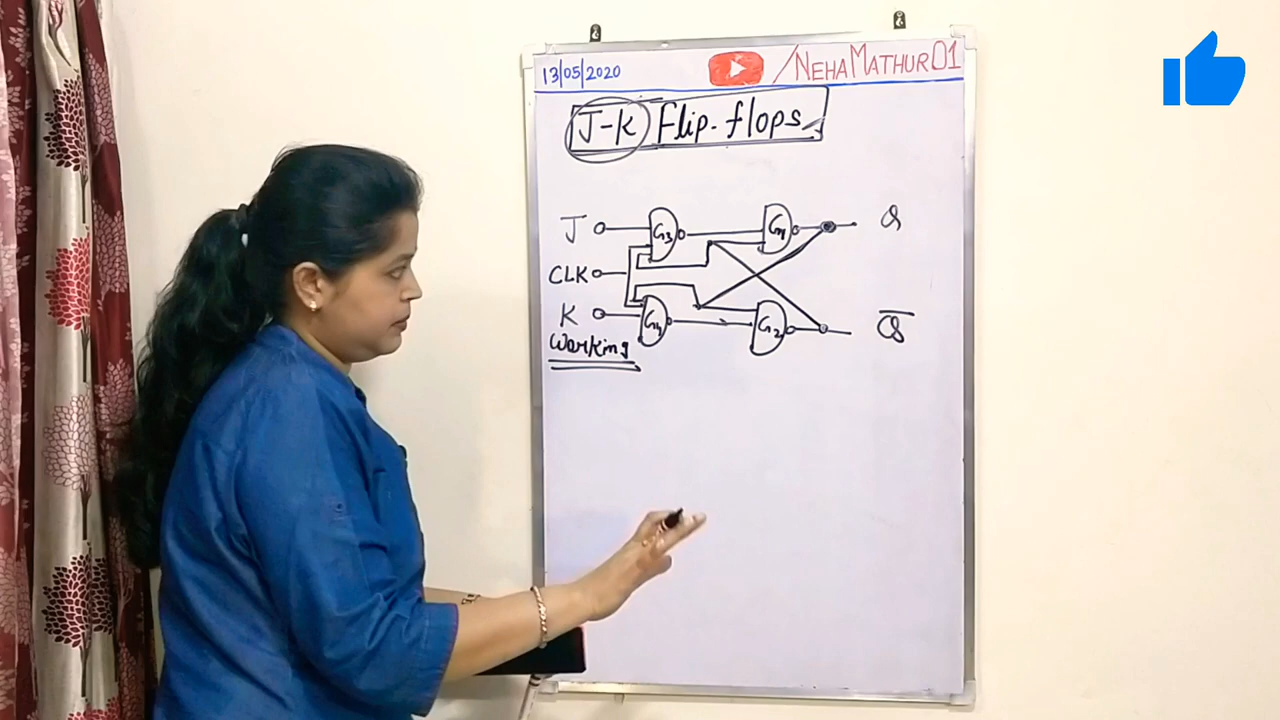 13/05/2020 /NEHAMATHUR01
J-K Flip-flops
J G3 G1 Q
CLK
K G4 G2 Q̅
Working